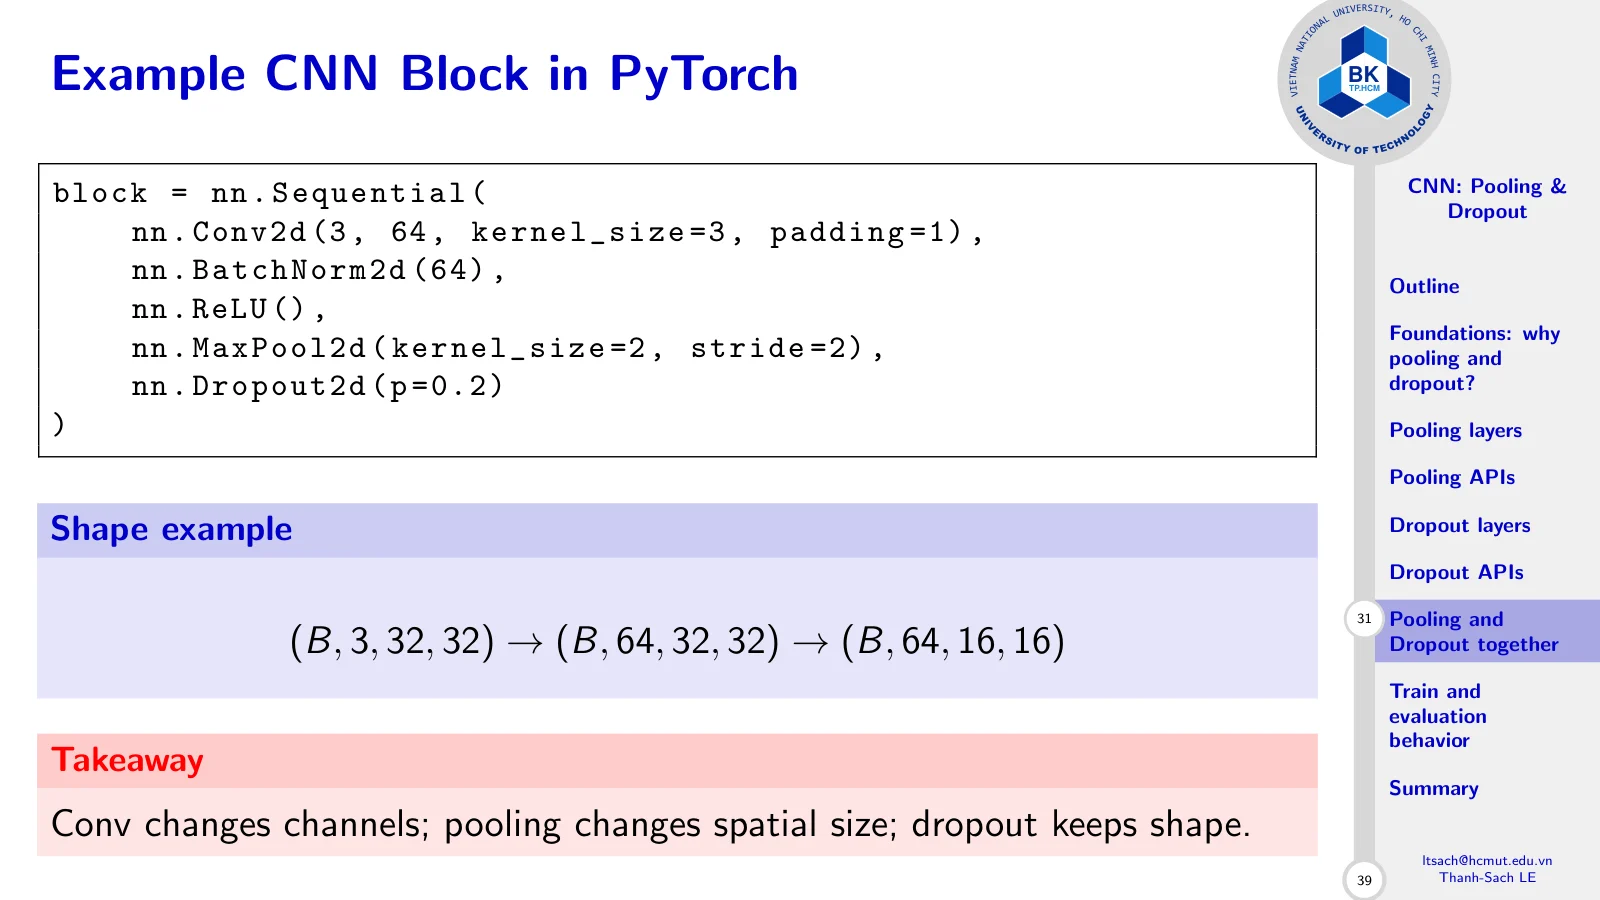 Example CNN Block in PyTorch
block = nn.Sequential(
    nn.Conv2d(3, 64, kernel_size=3, padding=1),
    nn.BatchNorm2d(64),
    nn.ReLU(),
    nn.MaxPool2d(kernel_size=2, stride=2),
    nn.Dropout2d(p=0.2)
)
Shape example
(B, 3, 32, 32) → (B, 64, 32, 32) → (B, 64, 16, 16)
Takeaway
Conv changes channels; pooling changes spatial size; dropout keeps shape.
VIETNAM NATIONAL UNIVERSITY, HO CHI MINH CITY
BK
TP.HCM
UNIVERSITY OF TECHNOLOGY
CNN: Pooling &
Dropout
Outline
Foundations: why
pooling and
dropout?
Pooling layers
Pooling APIs
Dropout layers
Dropout APIs
31
Pooling and
Dropout together
Train and
evaluation
behavior
Summary
ltsach@hcmut.edu.vn
Thanh-Sach LE
39